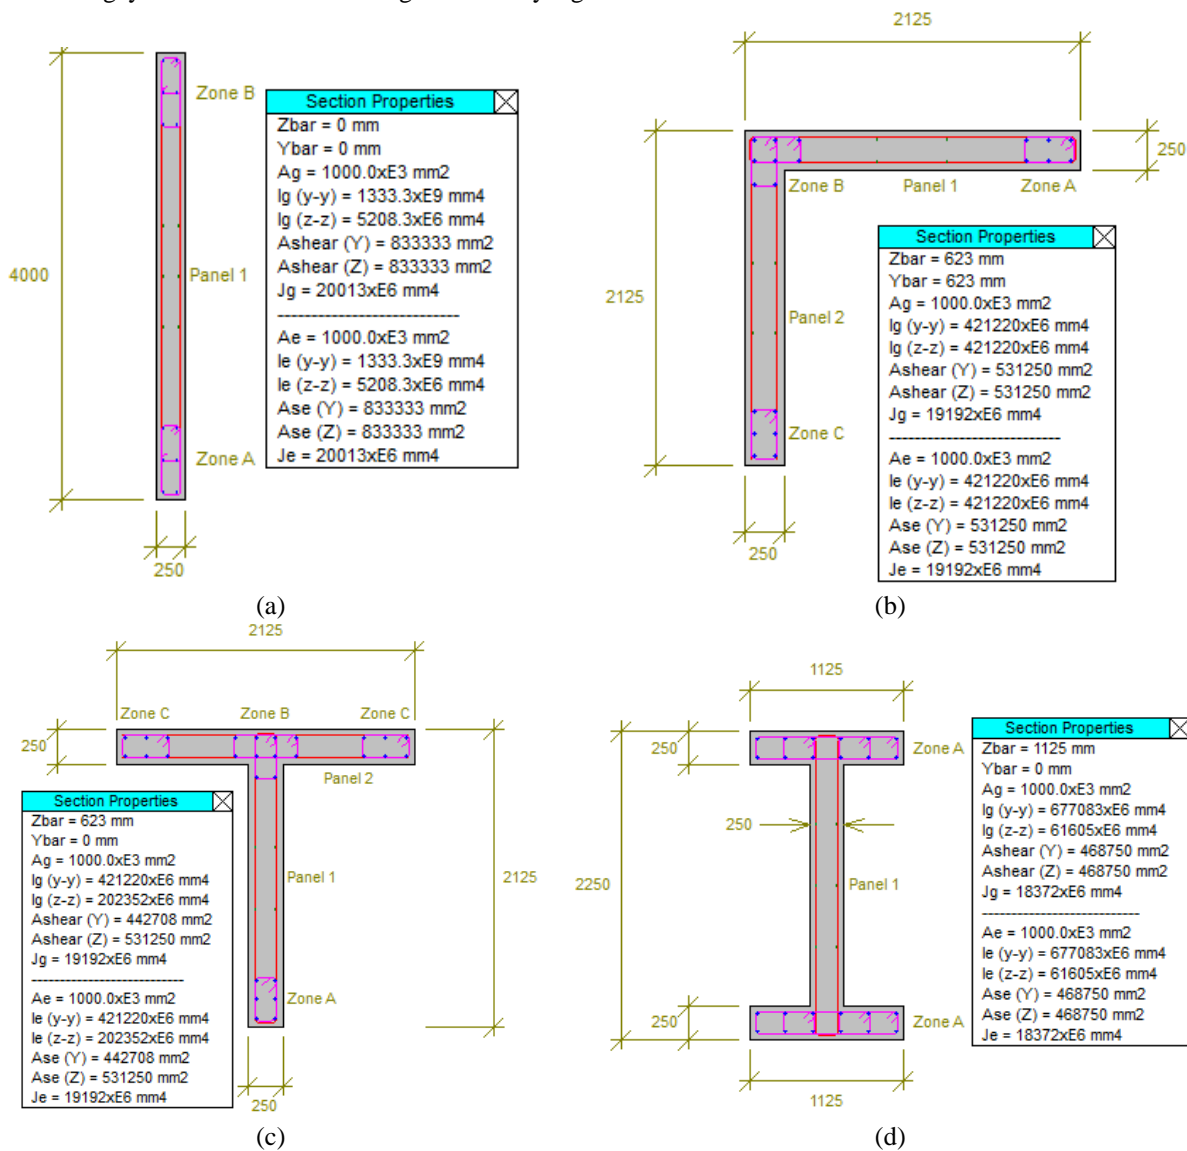 2125
Zone B
Section Properties
Zbar = 0 mm
Ybar = 0 mm
Ag = 1000.0xE3 mm2
Ig (y-y) = 1333.3xE9 mm4
Ig (z-z) = 5208.3xE6 mm4
Ashear (Y) = 833333 mm2
Ashear (Z) = 833333 mm2
Jg = 20013xE6 mm4
----------------------------
Ae = 1000.0xE3 mm2
Ie (y-y) = 1333.3xE9 mm4
Ie (z-z) = 5208.3xE6 mm4
Ase (Y) = 833333 mm2
Ase (Z) = 833333 mm2
Je = 20013xE6 mm4
4000
Panel 1
Zone A
250
(a)
250
Zone B
Panel 1
Zone A
2125
Panel 2
Zone C
250
Section Properties
Zbar = 623 mm
Ybar = 623 mm
Ag = 1000.0xE3 mm2
Ig (y-y) = 421220xE6 mm4
Ig (z-z) = 421220xE6 mm4
Ashear (Y) = 531250 mm2
Ashear (Z) = 531250 mm2
Jg = 19192xE6 mm4
----------------------------
Ae = 1000.0xE3 mm2
Ie (y-y) = 421220xE6 mm4
Ie (z-z) = 421220xE6 mm4
Ase (Y) = 531250 mm2
Ase (Z) = 531250 mm2
Je = 19192xE6 mm4
(b)
2125
Zone C
Zone B
Zone C
250
Panel 2
Section Properties
Zbar = 623 mm
Ybar = 0 mm
Ag = 1000.0xE3 mm2
Ig (y-y) = 421220xE6 mm4
Ig (z-z) = 202352xE6 mm4
Ashear (Y) = 442708 mm2
Ashear (Z) = 531250 mm2
Jg = 19192xE6 mm4
----------------------------
Ae = 1000.0xE3 mm2
Ie (y-y) = 421220xE6 mm4
Ie (z-z) = 202352xE6 mm4
Ase (Y) = 442708 mm2
Ase (Z) = 531250 mm2
Je = 19192xE6 mm4
Panel 1
2125
Zone A
250
(c)
1125
250
Zone A
250
2250
Panel 1
250
Zone A
1125
Section Properties
Zbar = 1125 mm
Ybar = 0 mm
Ag = 1000.0xE3 mm2
Ig (y-y) = 677083xE6 mm4
Ig (z-z) = 61605xE6 mm4
Ashear (Y) = 468750 mm2
Ashear (Z) = 468750 mm2
Jg = 18372xE6 mm4
----------------------------
Ae = 1000.0xE3 mm2
Ie (y-y) = 677083xE6 mm4
Ie (z-z) = 61605xE6 mm4
Ase (Y) = 468750 mm2
Ase (Z) = 468750 mm2
Je = 18372xE6 mm4
(d)